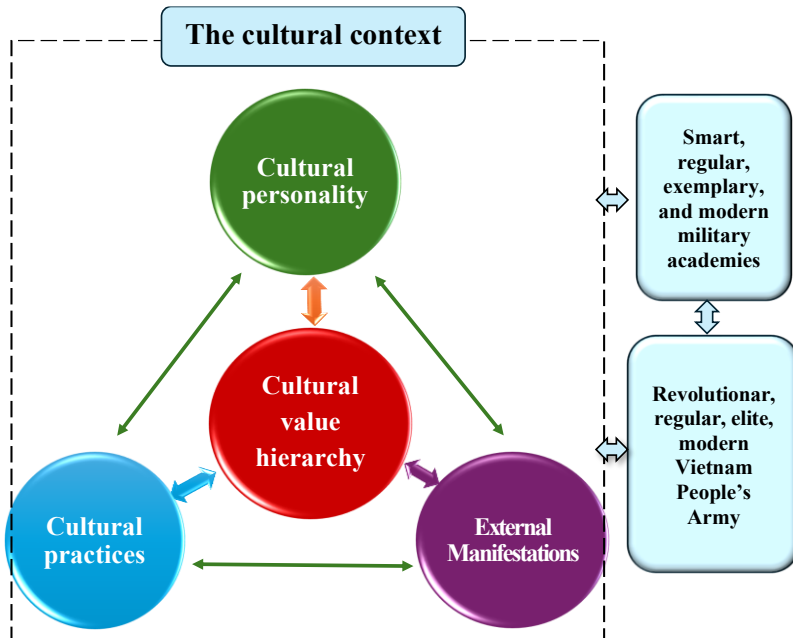 The cultural context
Cultural
personality
Cultural
value
hierarchy
Cultural
practices
External
Manifestations
Smart,
regular,
exemplary,
and modern
military
academies
Revolutionar,
regular, elite,
modern
Vietnam
People's
Army